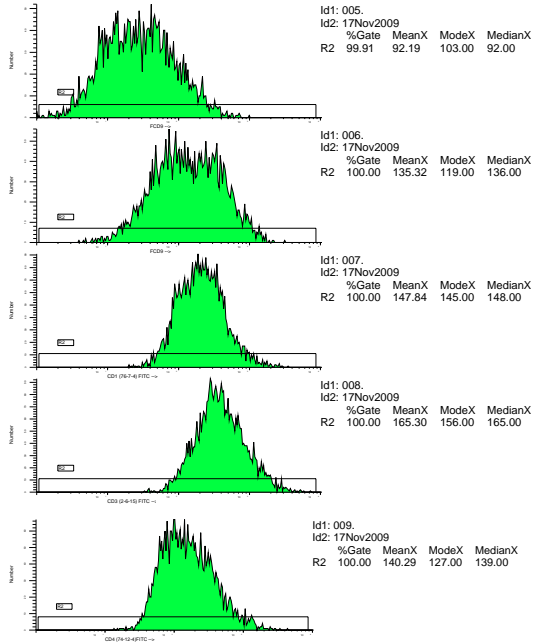 Id1: 005.
Id2: 17Nov2009
%Gate MeanX ModeX MedianX
R2 99.91 92.19 103.00 92.00
Number
R2
FCD9 -->
Id1: 006.
Id2: 17Nov2009
%Gate MeanX ModeX MedianX
R2 100.00 135.32 119.00 136.00
Number
R2
FCD9 -->
Id1: 007.
Id2: 17Nov2009
%Gate MeanX ModeX MedianX
R2 100.00 147.84 145.00 148.00
Number
R2
CD1 (76-7-4) FITC -->
Id1: 008.
Id2: 17Nov2009
%Gate MeanX ModeX MedianX
R2 100.00 165.30 156.00 165.00
Number
R2
CD3 (2-6-15) FITC -->
Id1: 009.
Id2: 17Nov2009
%Gate MeanX ModeX MedianX
R2 100.00 140.29 127.00 139.00
Number
R2
CD4 (74-12-4)FITC -->